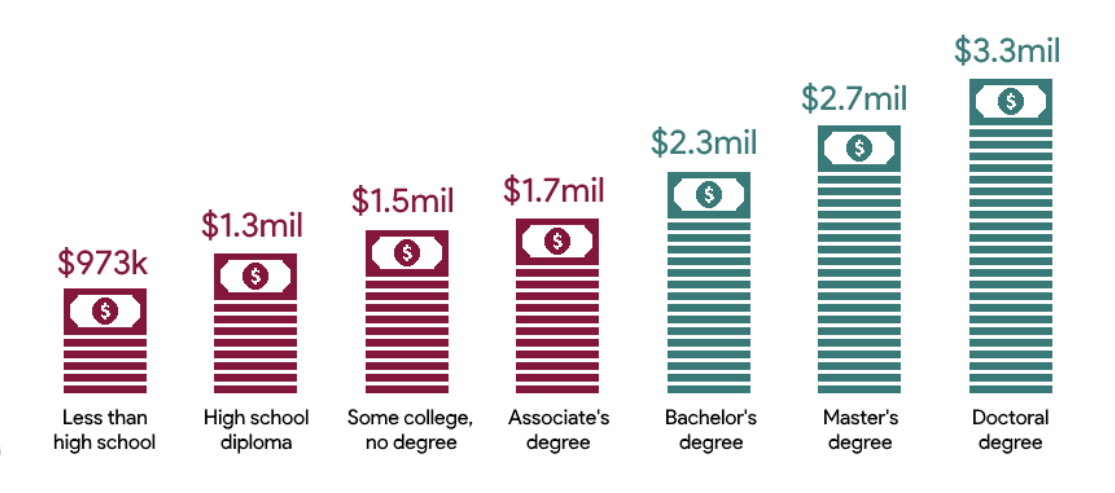 $3.3mil
$2.7mil
$2.3mil
$1.7mil
$1.5mil
$1.3mil
$973k
$
$
$
$
$
$
$
Less than
high school
High school
diploma
Some college,
no degree
Associate's
degree
Bachelor's
degree
Master's
degree
Doctoral
degree